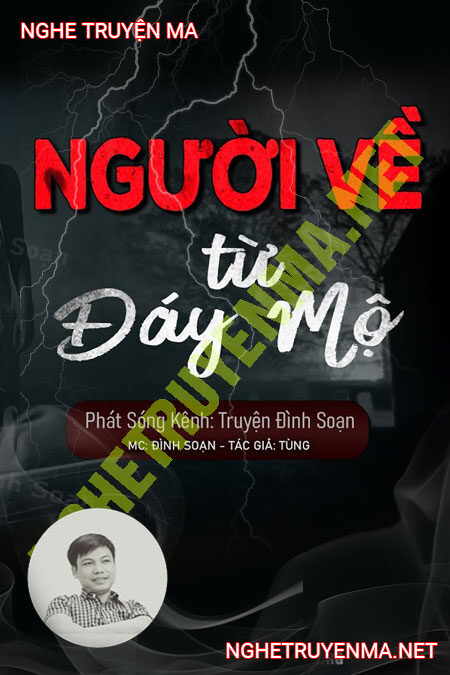 NGHE TRUYỆN MA
NGƯỜI VỀ
từ
Đáy Mộ
NGHETRUYENMA.NET
Phát Sóng Kênh: Truyện Đình Soạn
MC: ĐÌNH SOẠN - TÁC GIẢ: TÙNG
NGHETRUYENMA.NET